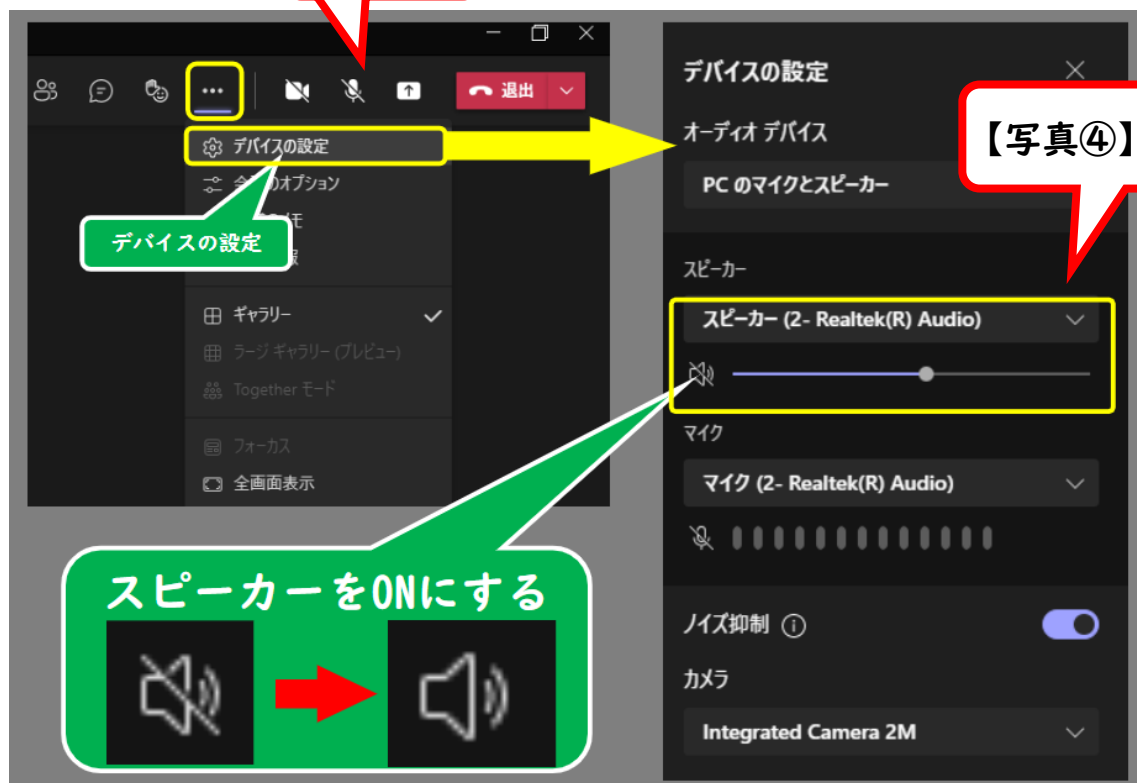 退出
デバイスの設定
オプション
モ
デバイスの設定
ギャラリー
ラージ ギャラリー (プレビュー)
Together モード
フォーカス
全画面表示
スピーカーをONにする
デバイスの設定
オーディオ デバイス
【写真④】
PC のマイクとスピーカー
スピーカー
スピーカー (2- Realtek(R) Audio)
マイク
マイク (2- Realtek(R) Audio)
ノイズ抑制
カメラ
Integrated Camera 2M